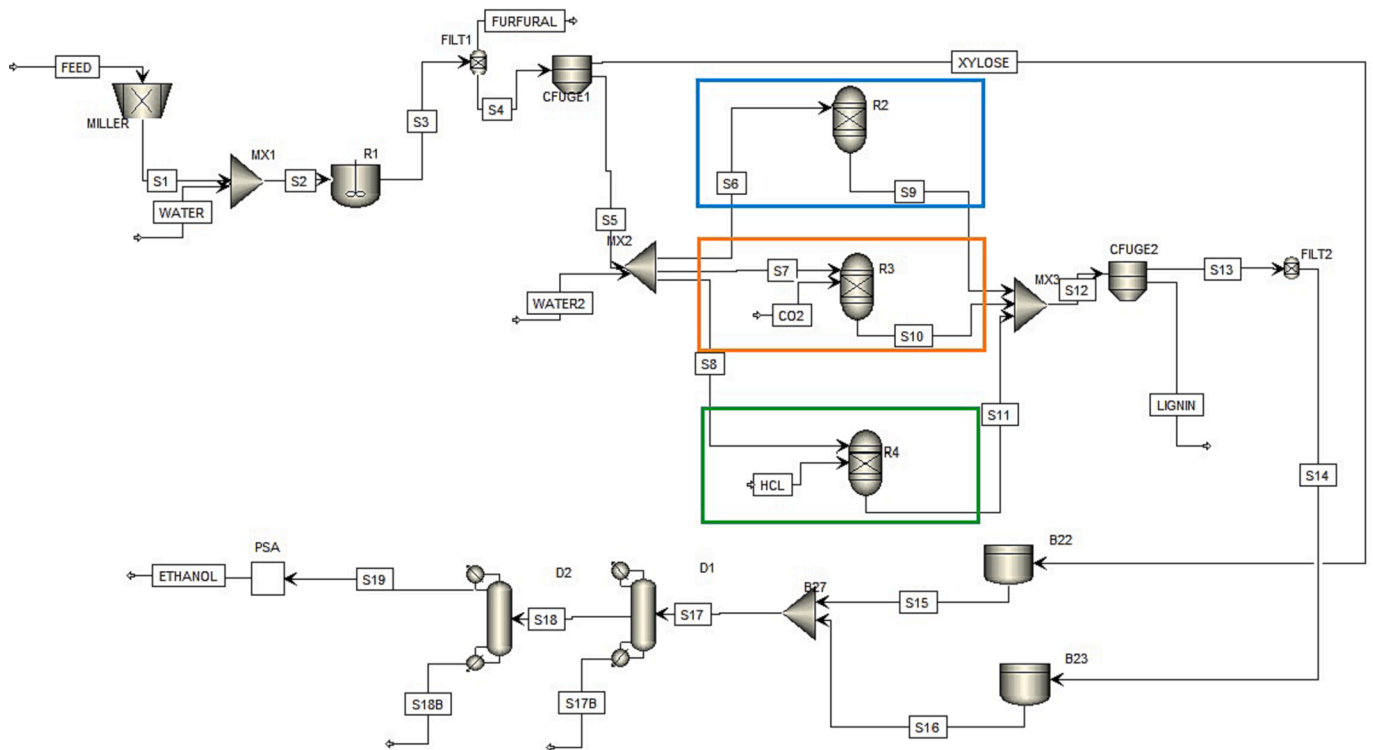 FURFURAL
FILT1
FEED
XYLOSE
S4
CFUGE1
R2
MILLER
S3
MX1
R1
S1
S2
S6
S9
WATER
S5
MX2
CFUGE2
FILT2
S7
R3
S13
MX3
S12
WATER2
CO2
S10
S8
LIGNIN
S11
R4
HCL
S14
B22
PSA
D2
D1
ETHANOL
S19
B27
S15
S18
S17
B23
S18B
S17B
S16